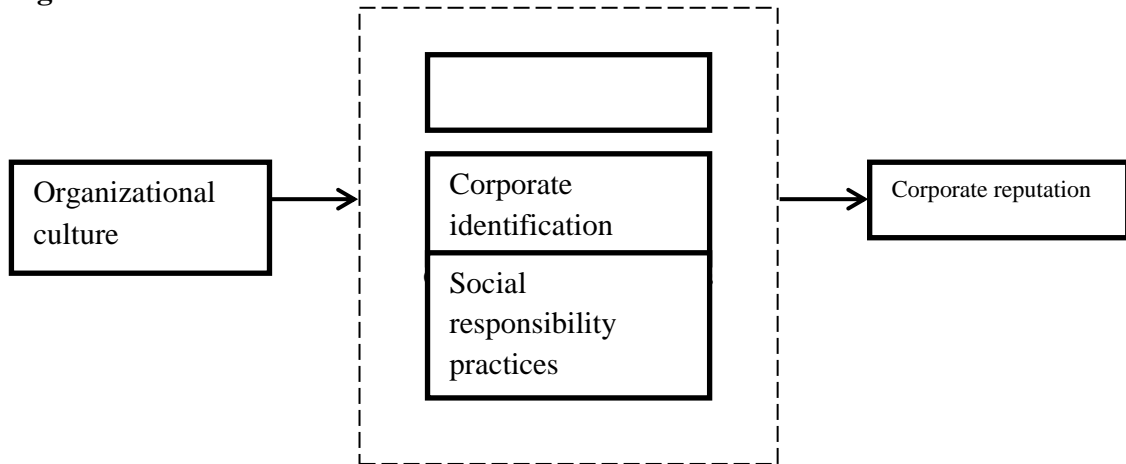 Organizational
culture
Corporate
identification
Social
responsibility
practices
Corporate reputation